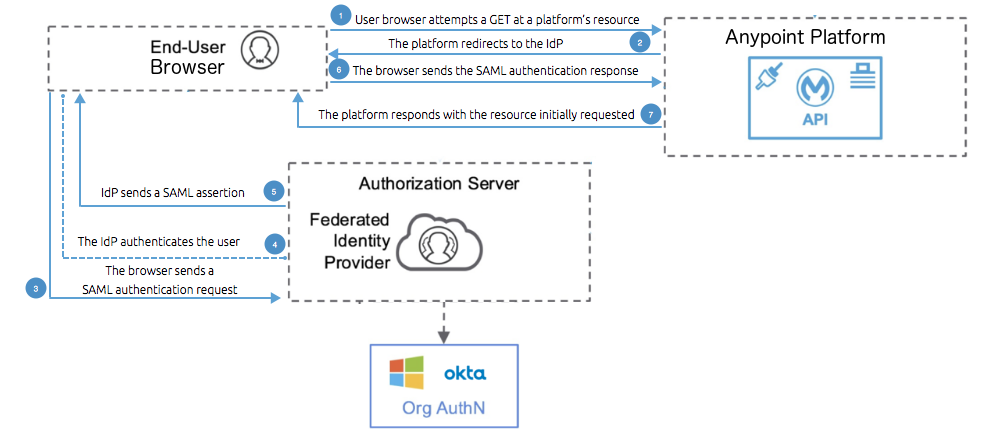 1 User browser attempts a GET at a platform's resource
The platform redirects to the IdP 2
6 The browser sends the SAML authentication response
The platform responds with the resource initially requested 7
End-User
Browser
Anypoint Platform
API
IdP sends a SAML assertion 5
The IdP authenticates the user 4
The browser sends a
3 SAML authentication request
Authorization Server
Federated
Identity
Provider
okta
Org AuthN